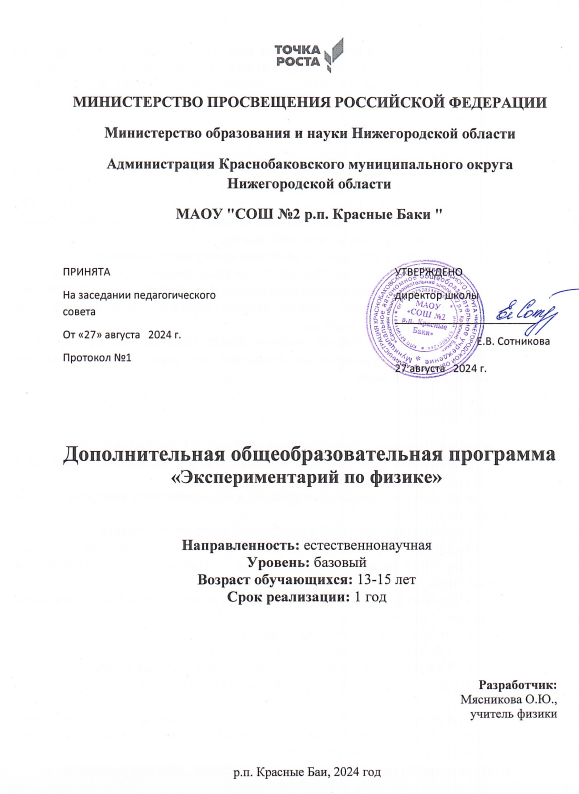 ТОЧКА
РОСТА
МИНИСТЕРСТВО ПРОСВЕЩЕНИЯ РОССИЙСКОЙ ФЕДЕРАЦИИ
Министерство образования и науки Нижегородской области
Администрация Краснобаковского муниципального округа
Нижегородской области
МАОУ "СОШ №2 р.п. Красные Баки "
ПРИНЯТА
На заседании педагогического
совета
От «27» августа 2024 г.
Протокол №1
УТВЕРЖДЕНО
директор школы
Е.В. Сотникова
27 августа 2024 г.
МАОУ
«СОШ №2
р.п. Красные
Баки»
Дополнительная общеобразовательная программа
«Экспериментарий по физике»
Направленность: естественнонаучная
Уровень: базовый
Возраст обучающихся: 13-15 лет
Срок реализации: 1 год
Разработчик:
Мясникова О.Ю.,
учитель физики
р.п. Красные Баи, 2024 год